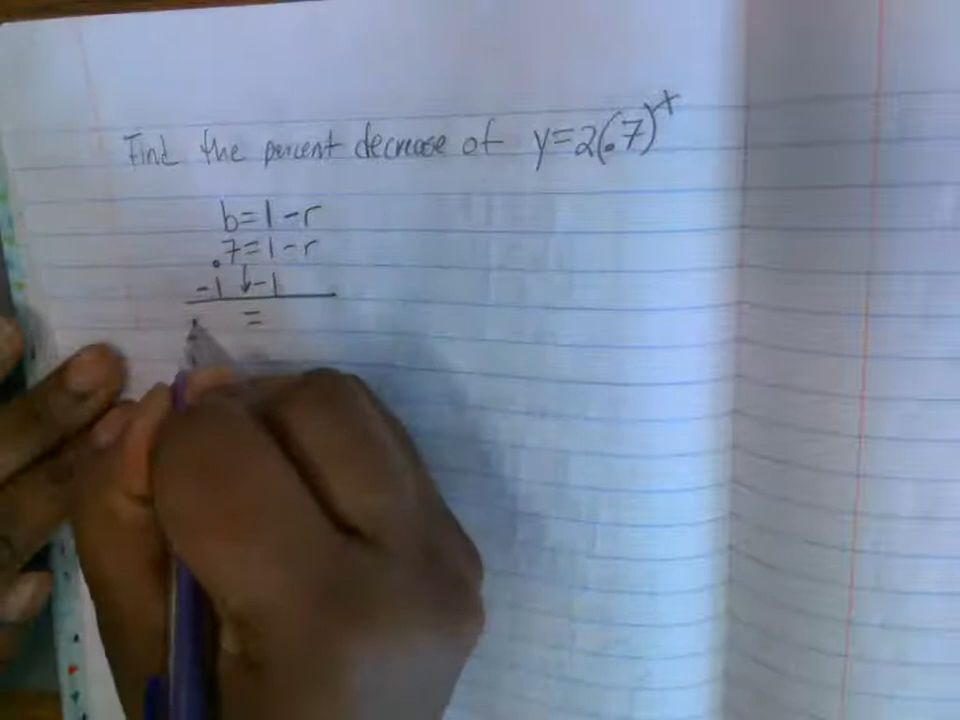 Find the percent decrease of y=2(.7)^x
b=1-r
.7=1-r
-1 ↓-1
=